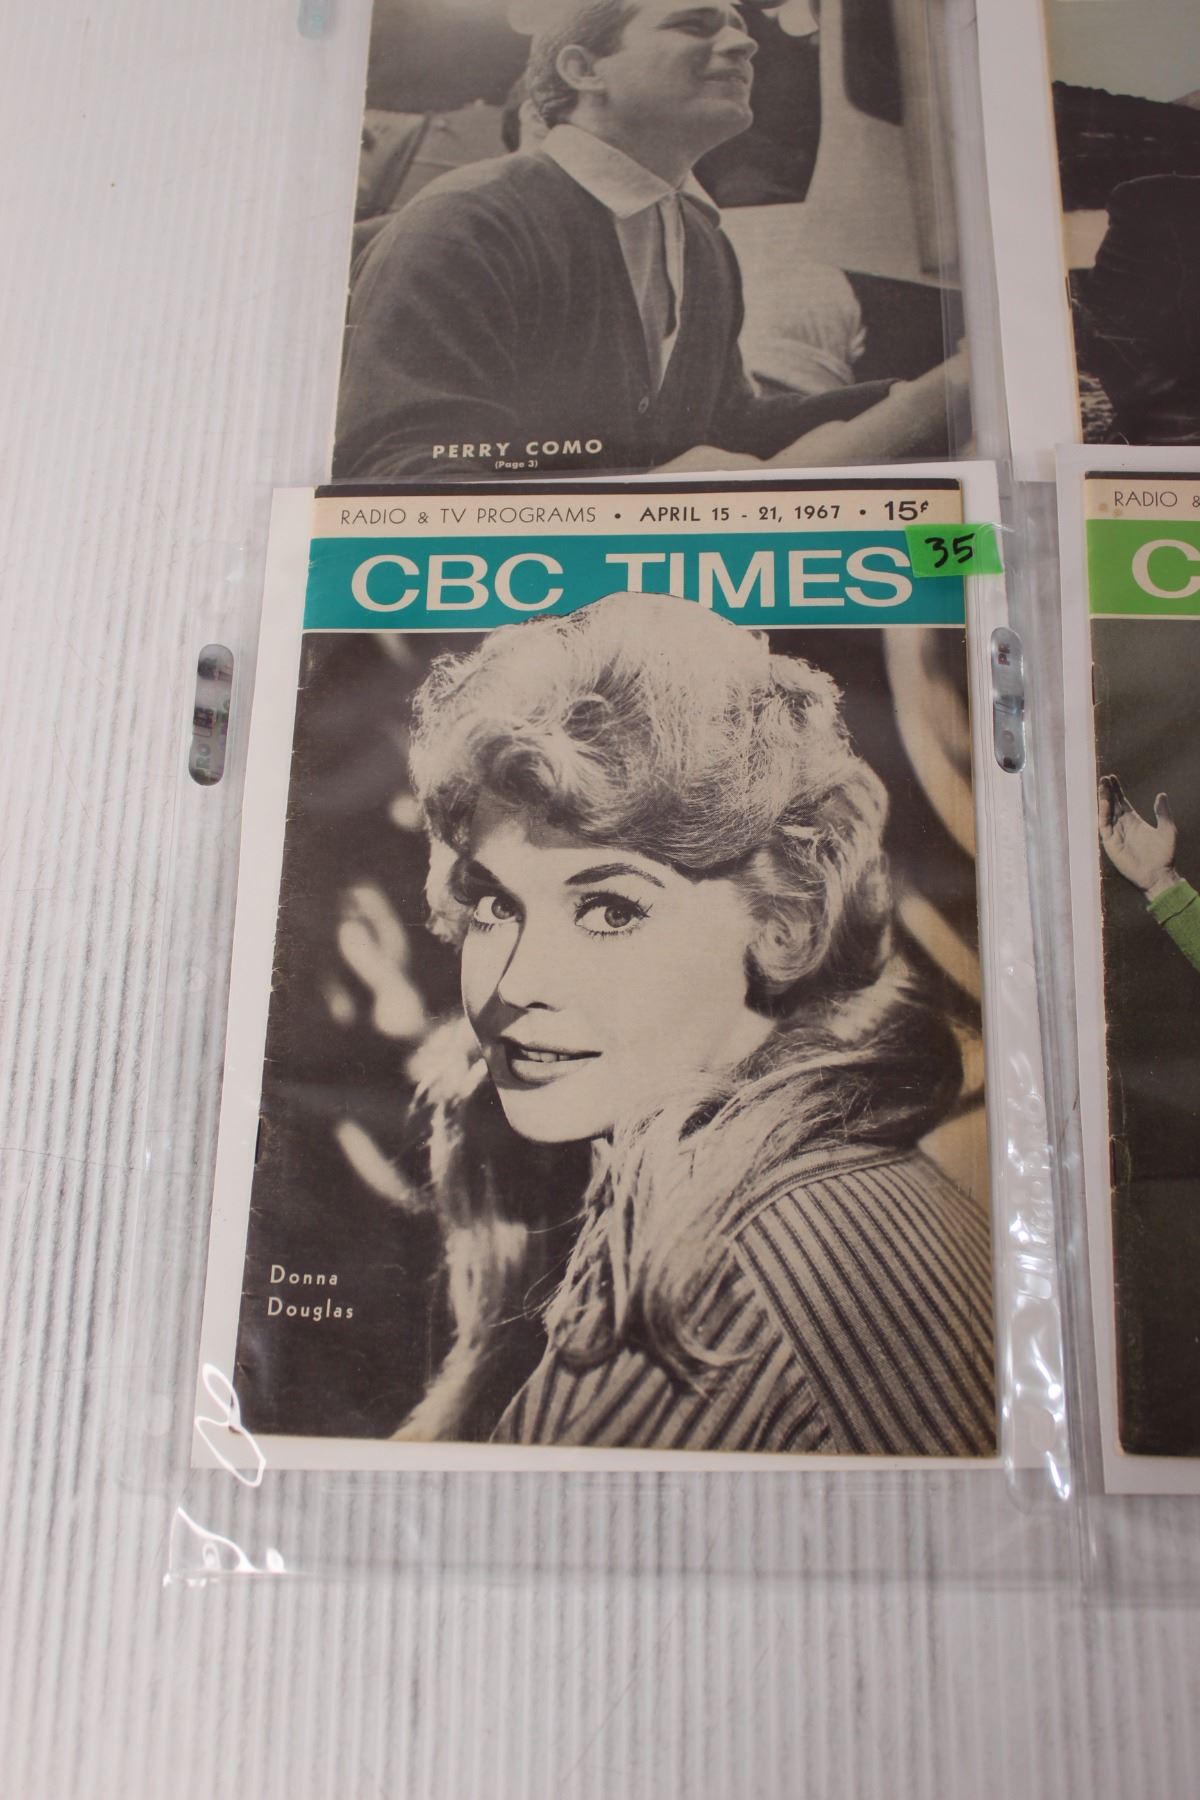 PERRY COMO
(Page 3)
RADIO & TV PROGRAMS • APRIL 15 - 21, 1967 • 15¢
CBC TIMES
35
Donna
Douglas
RADIO &
C